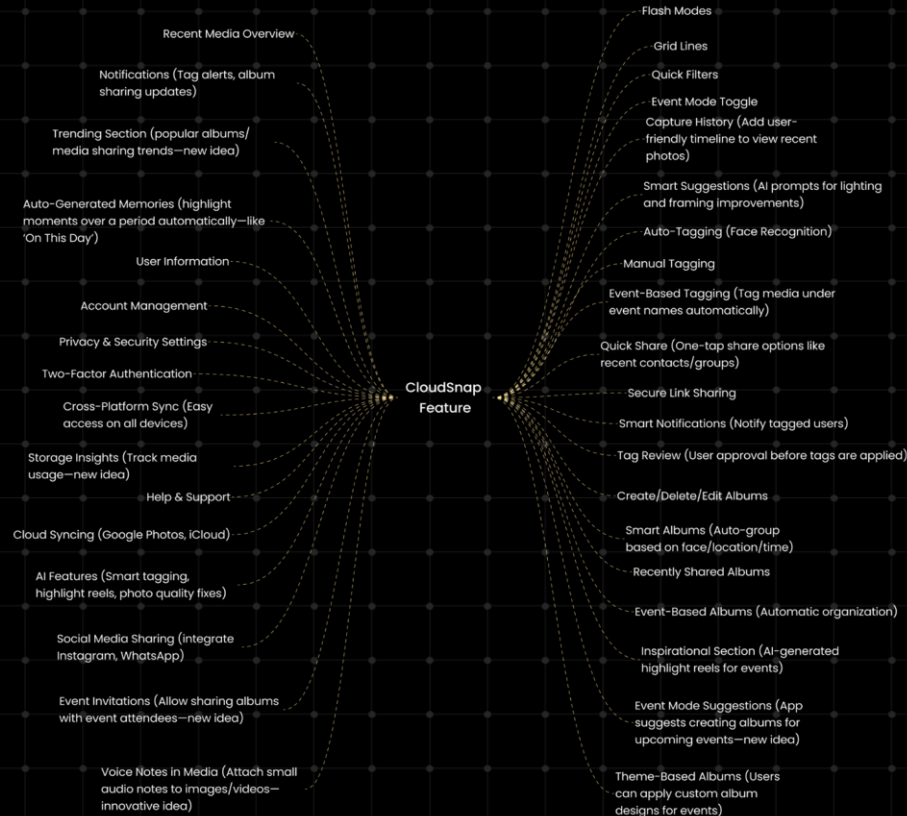 Recent Media Overview
Notifications (Tag alerts, album
sharing updates)
Trending Section (popular albums/
media sharing trends—new idea)
Auto-Generated Memories (highlight
moments over a period automatically—like
‘On This Day’)
User Information
Account Management
Privacy & Security Settings
Two-Factor Authentication
Cross-Platform Sync (Easy
access on all devices)
Storage Insights (Track media
usage—new idea)
Help & Support
Cloud Syncing (Google Photos, iCloud)
AI Features (Smart tagging,
highlight reels, photo quality fixes)
Social Media Sharing (integrate
Instagram, WhatsApp)
Event Invitations (Allow sharing albums
with event attendees—new idea)
Voice Notes in Media (Attach small
audio notes to images/videos—
innovative idea)
CloudSnap
Feature
Flash Modes
Grid Lines
Quick Filters
Event Mode Toggle
Capture History (Add user-
friendly timeline to view recent
photos)
Smart Suggestions (AI prompts for lighting
and framing improvements)
Auto-Tagging (Face Recognition)
Manual Tagging
Event-Based Tagging (Tag media under
event names automatically)
Quick Share (One-tap share options like
recent contacts/groups)
Secure Link Sharing
Smart Notifications (Notify tagged users)
Tag Review (User approval before tags are applied)
Create/Delete/Edit Albums
Smart Albums (Auto-group
based on face/location/time)
Recently Shared Albums
Event-Based Albums (Automatic organization)
Inspirational Section (AI-generated
highlight reels for events)
Event Mode Suggestions (App
suggests creating albums for
upcoming events—new idea)
Theme-Based Albums (Users
can apply custom album
designs for events)